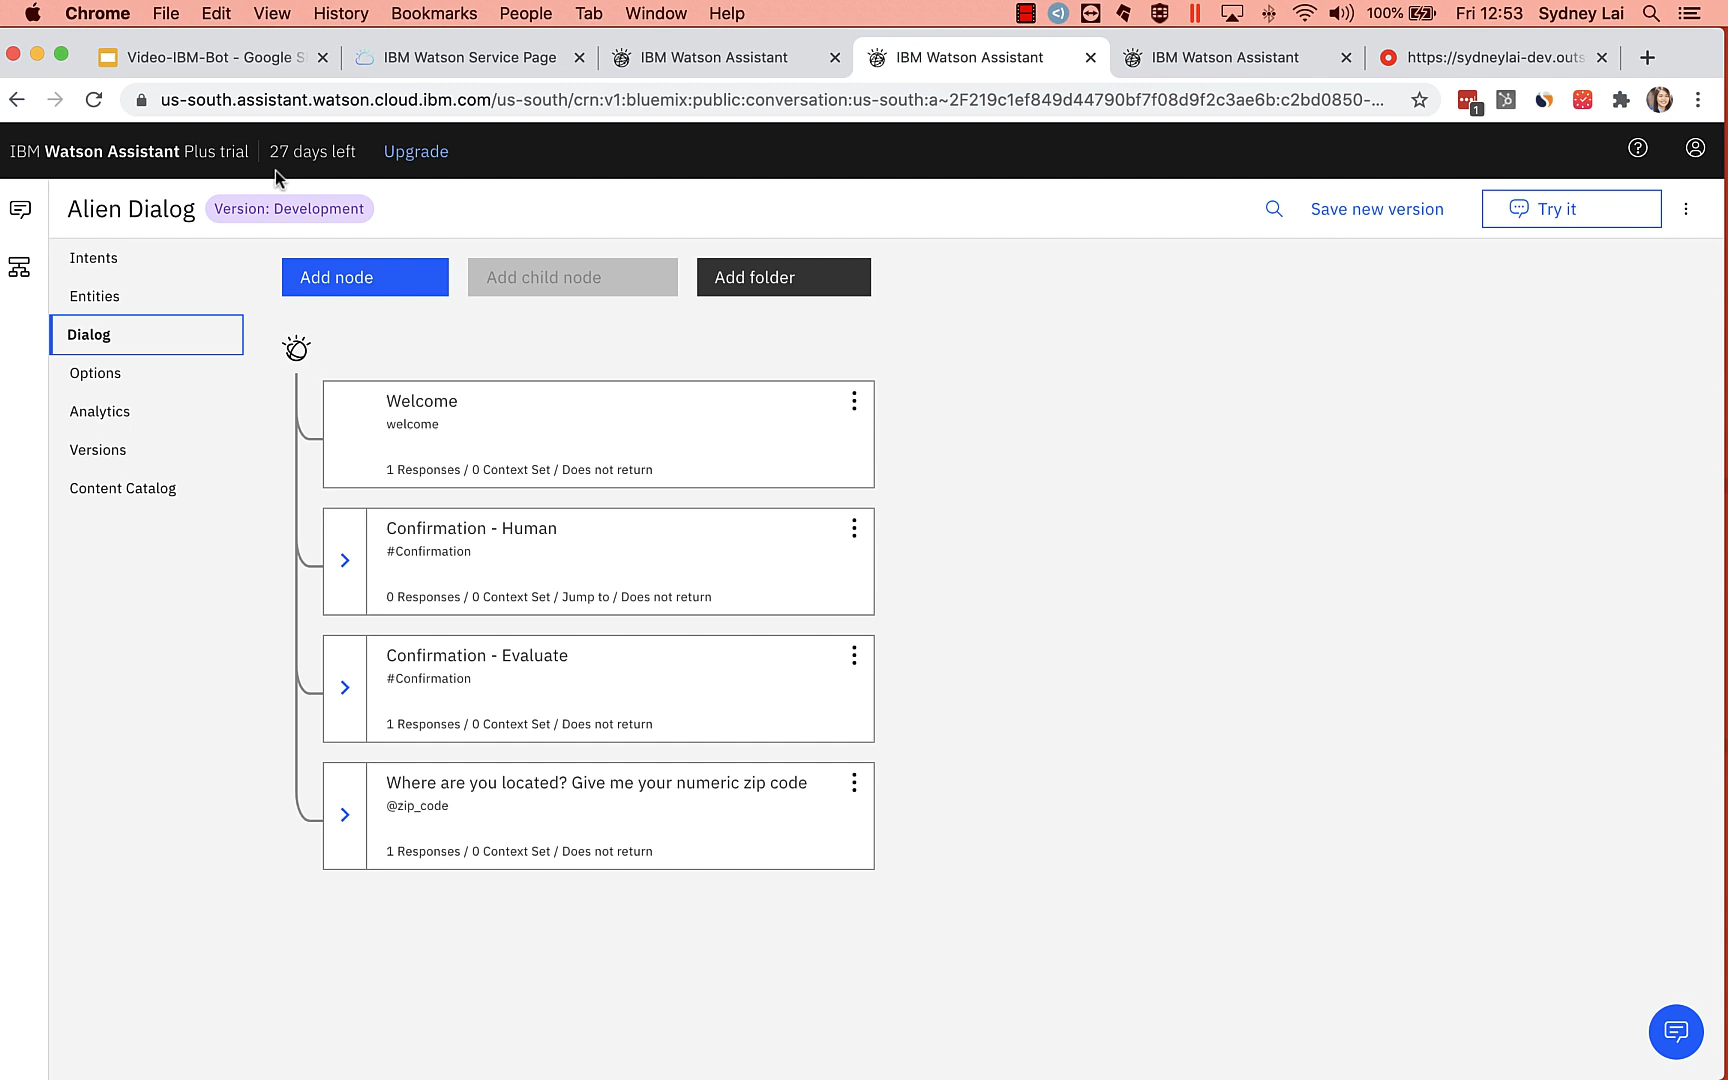 Chrome File Edit View History Bookmarks People Tab Window Help 100% Fri 12:53 Sydney Lai
Video-IBM-Bot - Google S IBM Watson Service Page IBM Watson Assistant IBM Watson Assistant IBM Watson Assistant https://sydneylai-dev.outs
us-south.assistant.watson.cloud.ibm.com/us-south/crn:v1:bluemix:public:conversation:us-south:a~2F219c1ef849d44790bf7f08d9f2c3ae6b:c2bd0850-... 1
IBM Watson Assistant Plus trial 27 days left Upgrade
Alien Dialog Version: Development Save new version Try it
Intents
Entities
Dialog
Options
Analytics
Versions
Content Catalog
Add node Add child node Add folder
Welcome
welcome
1 Responses / 0 Context Set / Does not return
Confirmation - Human
#Confirmation
0 Responses / 0 Context Set / Jump to / Does not return
Confirmation - Evaluate
#Confirmation
1 Responses / 0 Context Set / Does not return
Where are you located? Give me your numeric zip code
@zip_code
1 Responses / 0 Context Set / Does not return